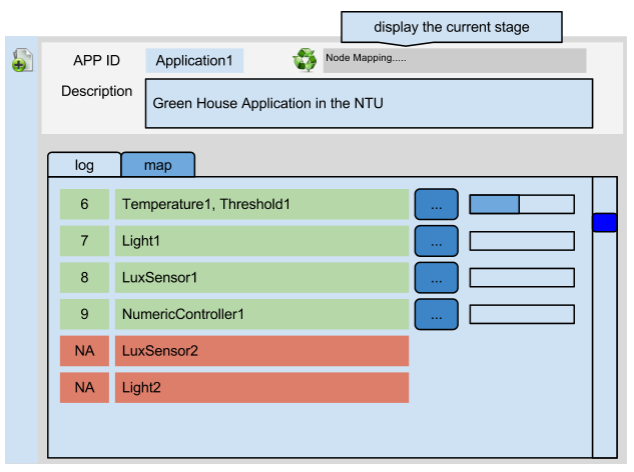 display the current stage
APP ID Application1 Node Mapping.....
Description
Green House Application in the NTU
log map
6 Temperature1, Threshold1 ...
7 Light1 ...
8 LuxSensor1 ...
9 NumericController1 ...
NA LuxSensor2
NA Light2